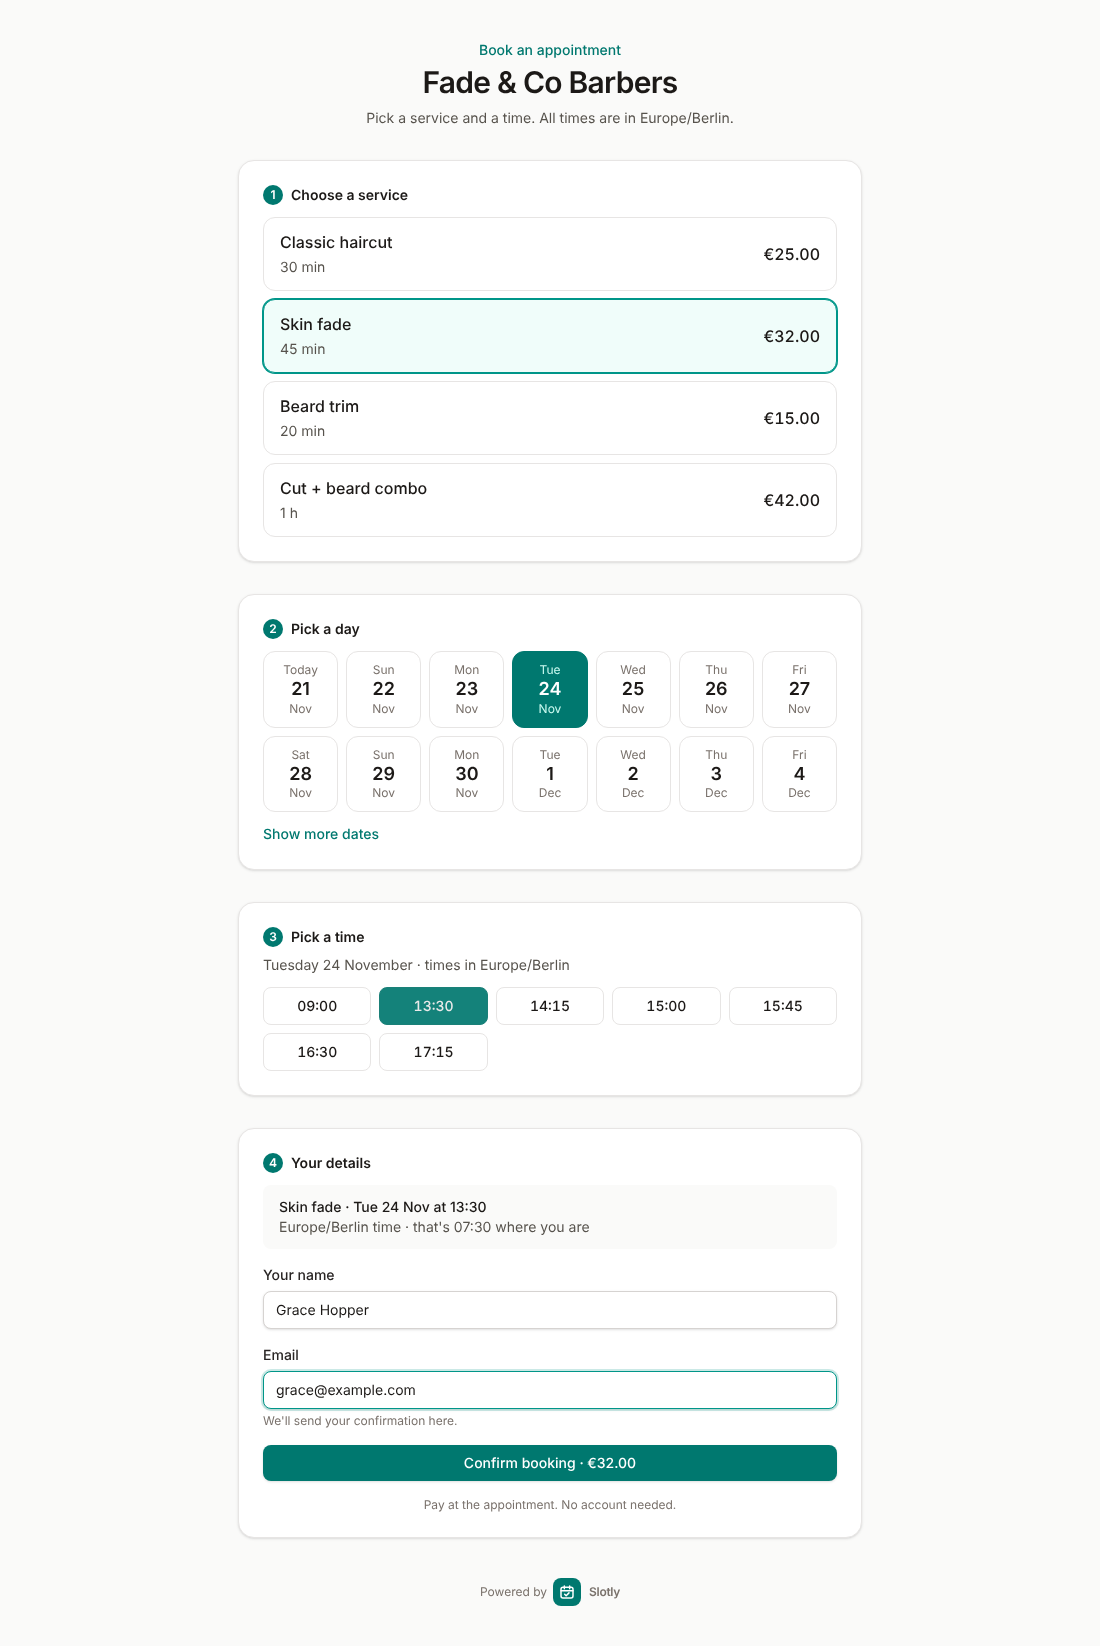 Book an appointment
Fade & Co Barbers
Pick a service and a time. All times are in Europe/Berlin.
1 Choose a service
Classic haircut
30 min
€25.00
Skin fade
45 min
€32.00
Beard trim
20 min
€15.00
Cut + beard combo
1 h
€42.00
2 Pick a day
Today 21 Nov
Sun 22 Nov
Mon 23 Nov
Tue 24 Nov
Wed 25 Nov
Thu 26 Nov
Fri 27 Nov
Sat 28 Nov
Sun 29 Nov
Mon 30 Nov
Tue 1 Dec
Wed 2 Dec
Thu 3 Dec
Fri 4 Dec
Show more dates
3 Pick a time
Tuesday 24 November · times in Europe/Berlin
09:00 13:30 14:15 15:00 15:45
16:30 17:15
4 Your details
Skin fade · Tue 24 Nov at 13:30
Europe/Berlin time · that's 07:30 where you are
Your name
Grace Hopper
Email
grace@example.com
We'll send your confirmation here.
Confirm booking · €32.00
Pay at the appointment. No account needed.
Powered by Slotly